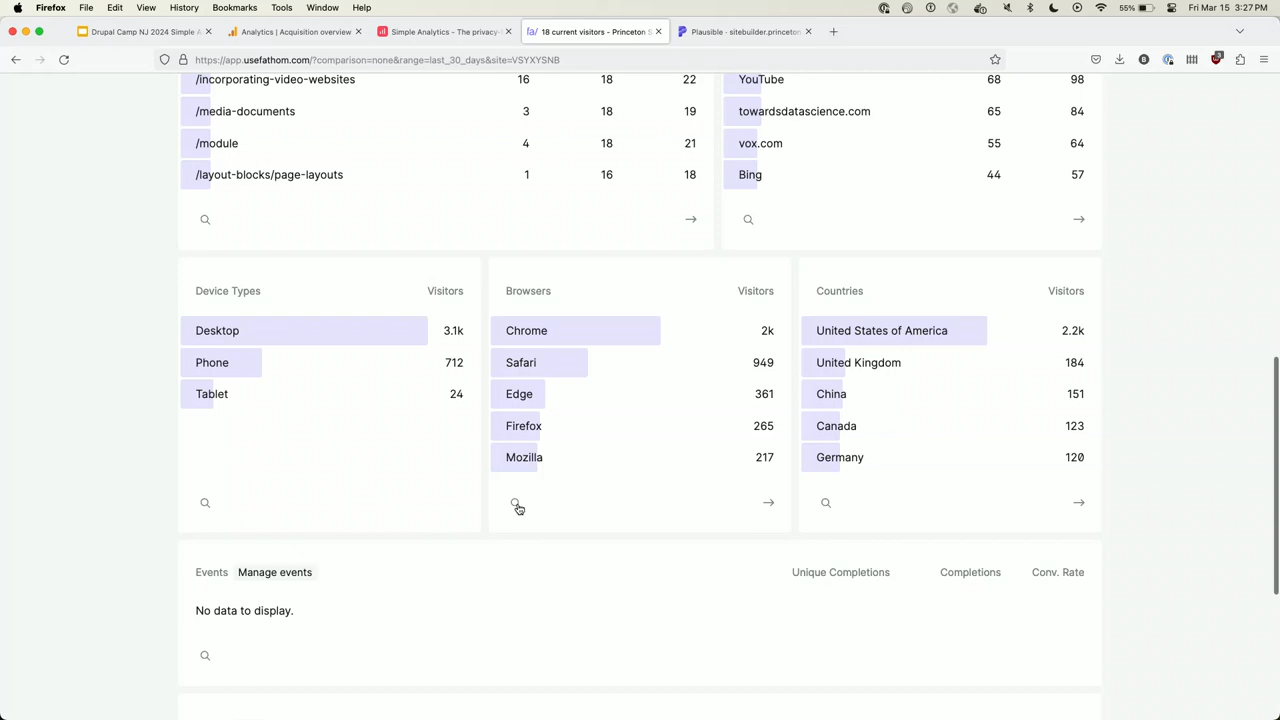 Firefox File Edit View History Bookmarks Tools Window Help 55% Fri Mar 15 3:27 PM
Drupal Camp NJ 2024 Simple A
Analytics | Acquisition overview
Simple Analytics - The privacy-
18 current visitors - Princeton S
Plausible · sitebuilder.princeton
https://app.usefathom.com/?comparison=none&range=last_30_days&site=VSYXYSNB
/incorporating-video-websites 16 18 22
/media-documents 3 18 19
/module 4 18 21
/layout-blocks/page-layouts 1 16 18
YouTube 68 98
towardsdatascience.com 65 84
vox.com 55 64
Bing 44 57
Device Types Visitors
Desktop 3.1k
Phone 712
Tablet 24
Browsers Visitors
Chrome 2k
Safari 949
Edge 361
Firefox 265
Mozilla 217
Countries Visitors
United States of America 2.2k
United Kingdom 184
China 151
Canada 123
Germany 120
Events Manage events Unique Completions Completions Conv. Rate
No data to display.